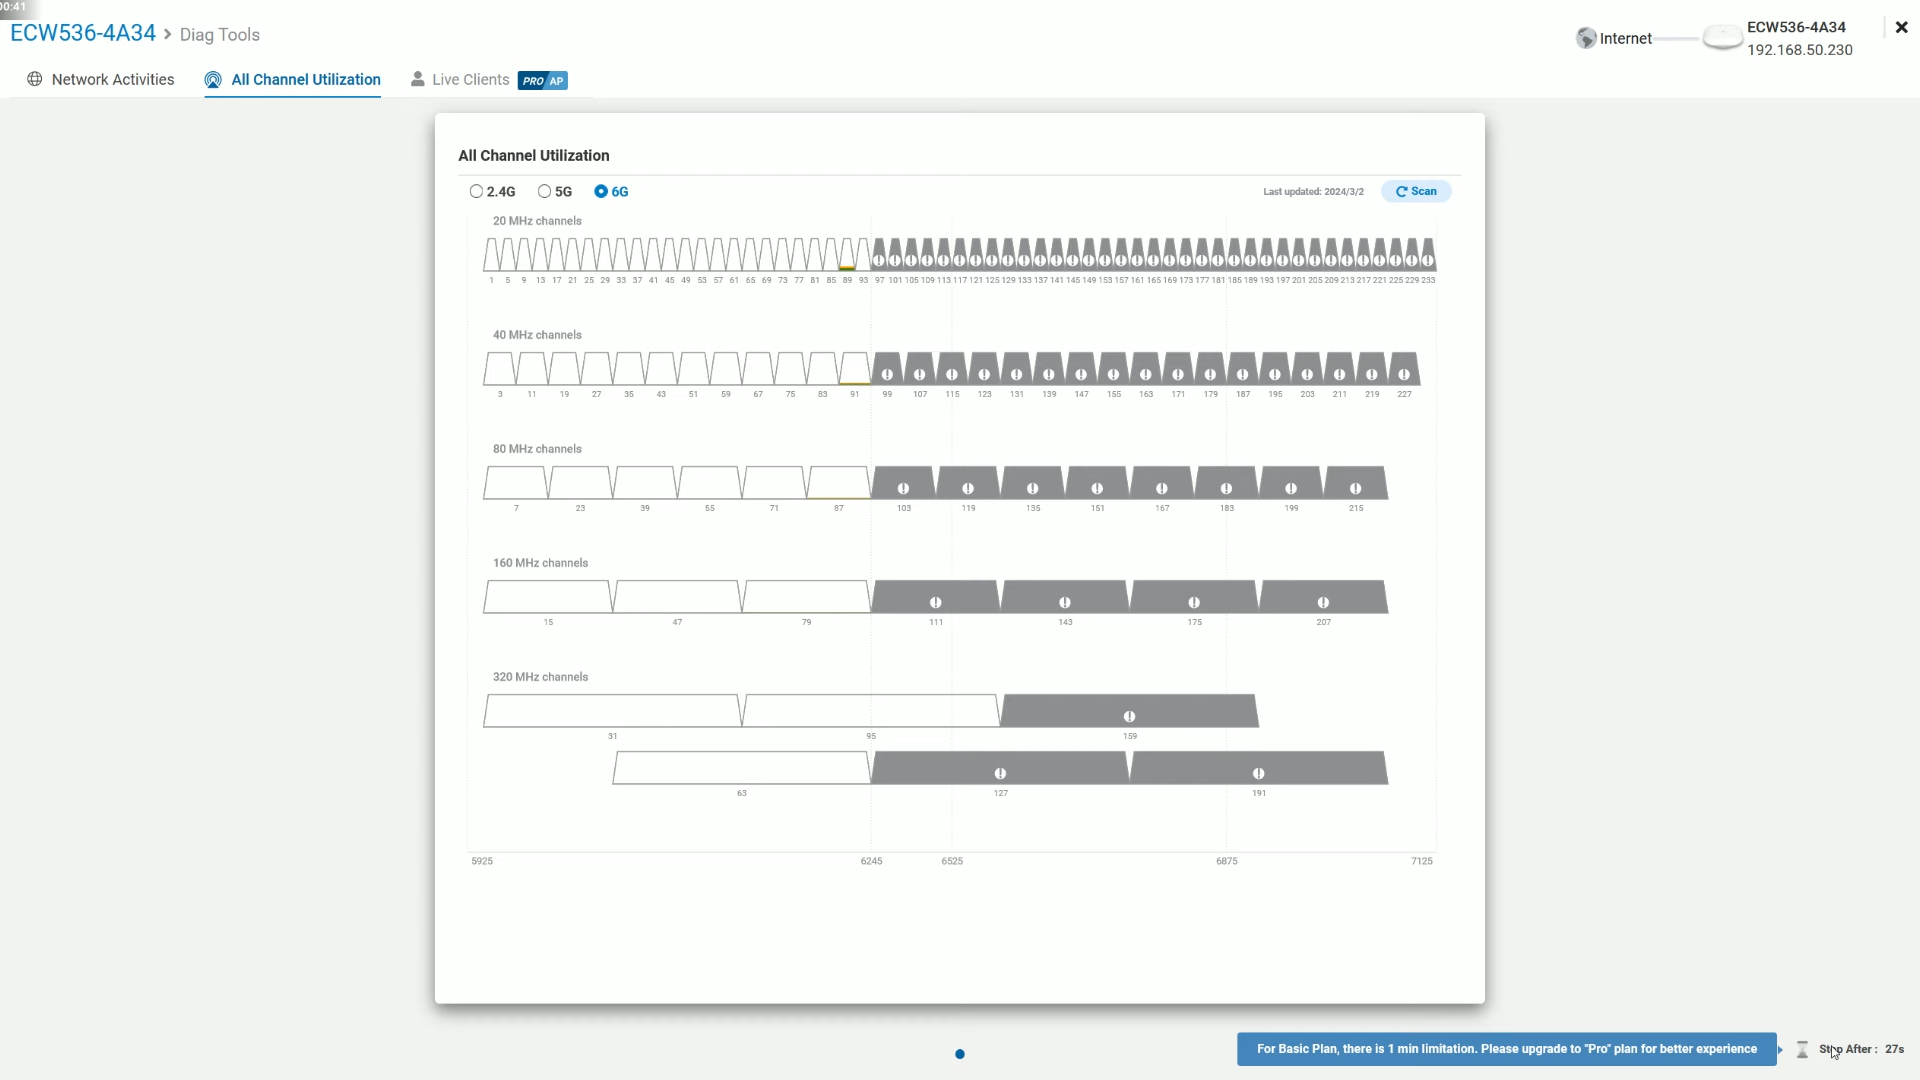 00:41
ECW536-4A34 > Diag Tools
Internet
ECW536-4A34
192.168.50.230
Network Activities
All Channel Utilization
Live Clients PRO AP
All Channel Utilization
2.4G 5G 6G
Last updated: 2024/3/2
Scan
20 MHz channels
1 5 9 13 17 21 25 29 33 37 41 45 49 53 57 61 65 69 73 77 81 85 89 93 97 101 105 109 113 117 121 125 129 133 137 141 145 149 153 157 161 165 169 173 177 181 185 189 193 197 201 205 209 213 217 221 225 229 233
40 MHz channels
3 11 19 27 35 43 51 59 67 75 83 91 99 107 115 123 131 139 147 155 163 171 179 187 195 203 211 219 227
80 MHz channels
7 23 39 55 71 87 103 119 135 151 167 183 199 215
160 MHz channels
15 47 79 111 143 175 207
320 MHz channels
31 95 159
63 127 191
5925 6245 6525 6875 7125
For Basic Plan, there is 1 min limitation. Please upgrade to "Pro" plan for better experience
Stop After : 27s